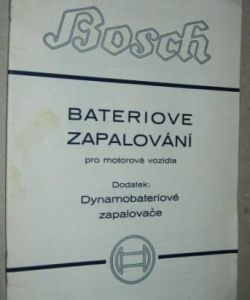 Bosch
BATERIOVE
ZAPALOVÁNÍ
pro motorová vozidla
Dodatek:
Dynamobateriové
zapalovače